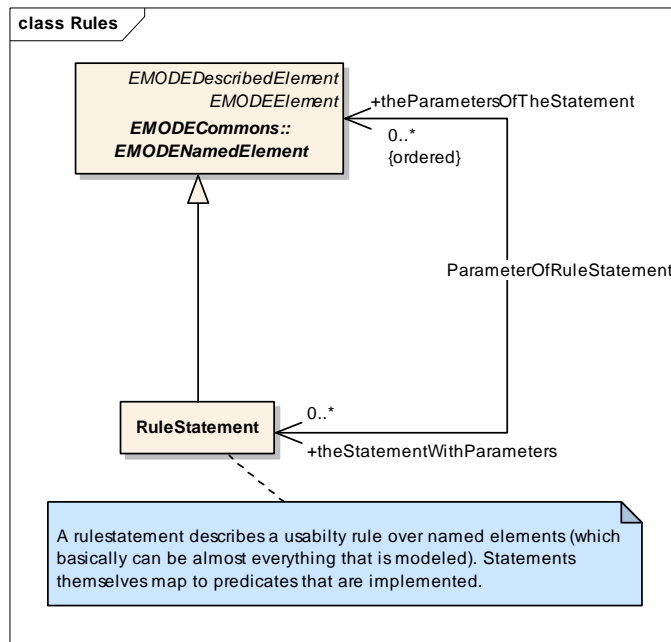 class Rules
EMODEDescribedElement
EMODEElement
EMODECommons::
EMODENamedElement
+theParametersOfTheStatement
0..*
{ordered}
ParameterOfRuleStatement
RuleStatement
0..*
+theStatementWithParameters
A rulestatement describes a usabilty rule over named elements (which
basically can be almost everything that is modeled). Statements
themselves map to predicates that are implemented.